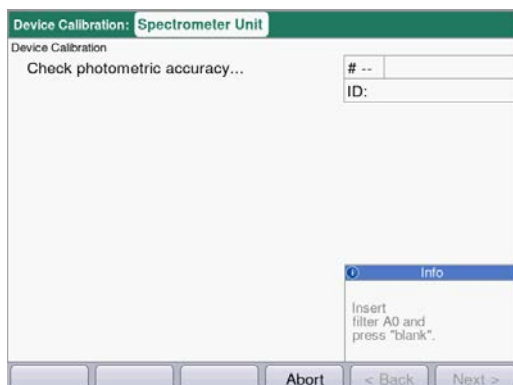 Device Calibration: Spectrometer Unit
Device Calibration
Check photometric accuracy...
# --
ID:
Info
Insert
filter A0 and
press "blank".
Abort
< Back
Next >